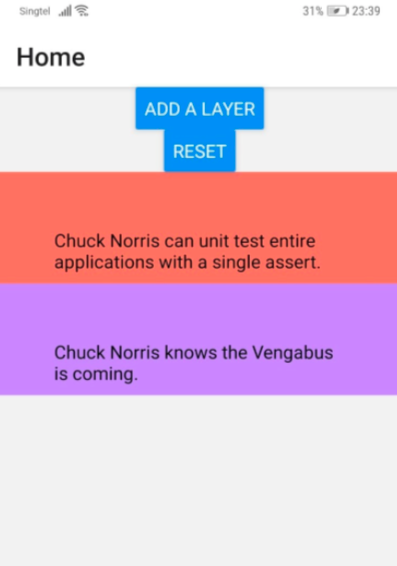 Singtel 31% 23:39
Home
ADD A LAYER
RESET
Chuck Norris can unit test entire
applications with a single assert.
Chuck Norris knows the Vengabus
is coming.